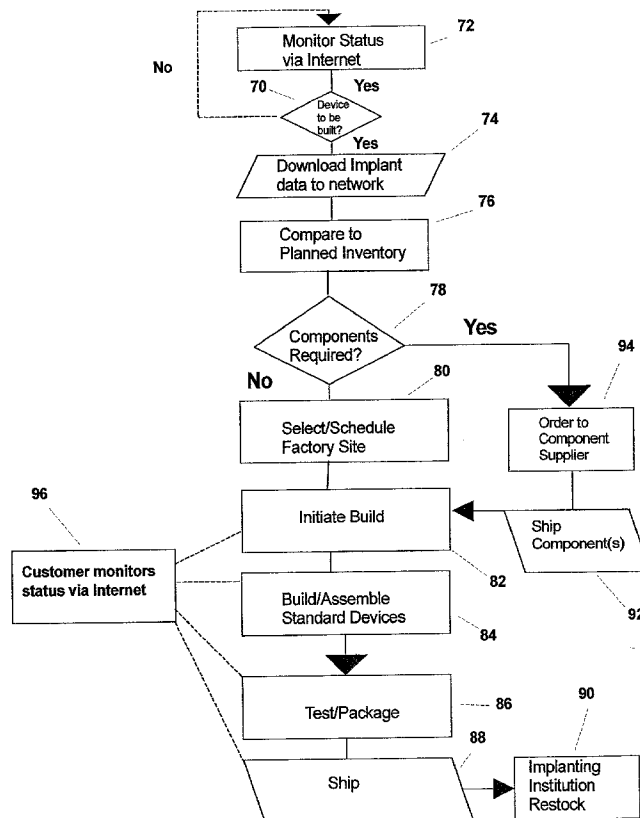 Monitor Status
via Internet
72
No
Yes
70
Device
to be
built?
Yes
74
Download Implant
data to network
76
Compare to
Planned Inventory
78
Components
Required?
Yes
94
No
80
Select/Schedule
Factory Site
Order to
Component
Supplier
96
Initiate Build
Ship
Component(s)
82
92
Customer monitors
status via Internet
Build/Assemble
Standard Devices
84
Test/Package
86
90
88
Ship
Implanting
Institution
Restock